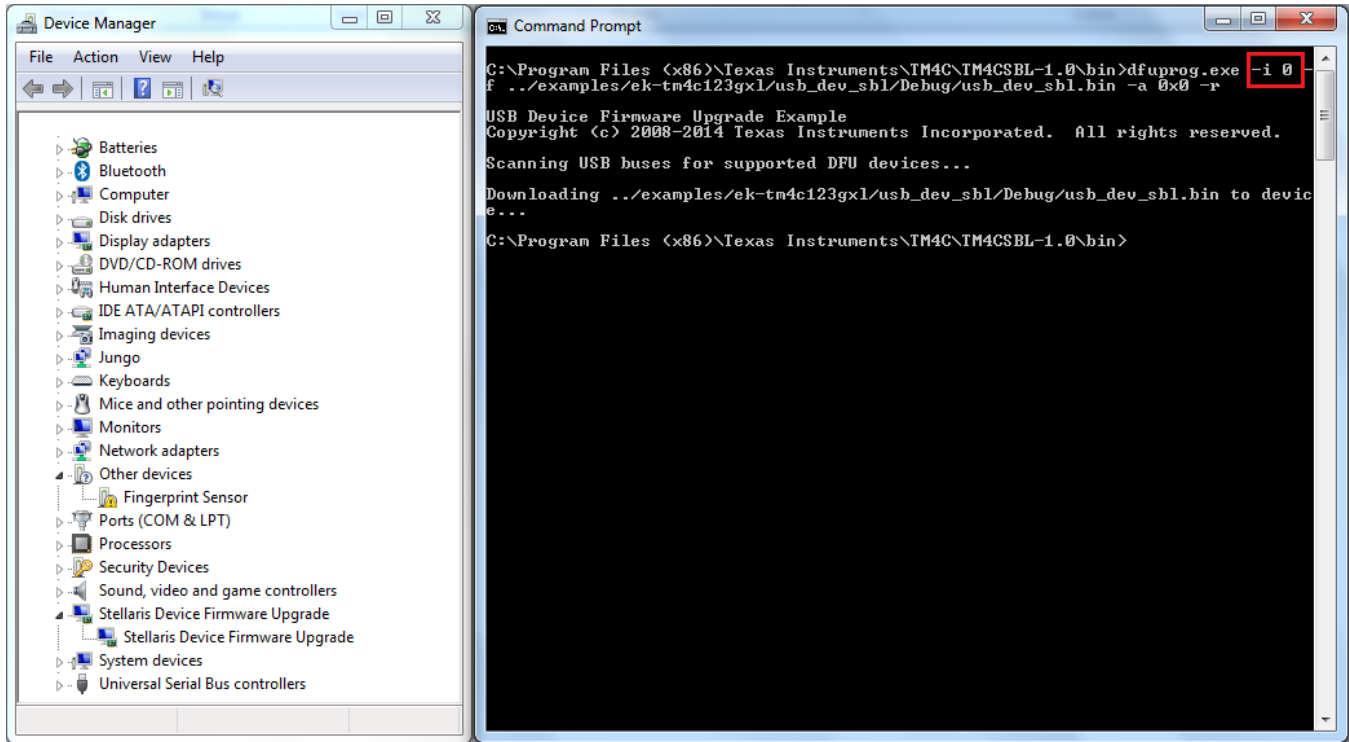 Device Manager
File Action View Help
Batteries
Bluetooth
Computer
Disk drives
Display adapters
DVD/CD-ROM drives
Human Interface Devices
IDE ATA/ATAPI controllers
Imaging devices
Jungo
Keyboards
Mice and other pointing devices
Monitors
Network adapters
Other devices
Fingerprint Sensor
Ports (COM & LPT)
Processors
Security Devices
Sound, video and game controllers
Stellaris Device Firmware Upgrade
Stellaris Device Firmware Upgrade
System devices
Universal Serial Bus controllers
C:\ Command Prompt
C:\Program Files (x86)\Texas Instruments\TM4C\TM4CSBL-1.0\bin>dfuprog.exe -i 0 -
f ../examples/ek-tm4c123gxl/usb_dev_sbl/Debug/usb_dev_sbl.bin -a 0x0 -r
USB Device Firmware Upgrade Example
Copyright (c) 2008-2014 Texas Instruments Incorporated.  All rights reserved.
Scanning USB buses for supported DFU devices...
Downloading ../examples/ek-tm4c123gxl/usb_dev_sbl/Debug/usb_dev_sbl.bin to devic
e...
C:\Program Files (x86)\Texas Instruments\TM4C\TM4CSBL-1.0\bin>